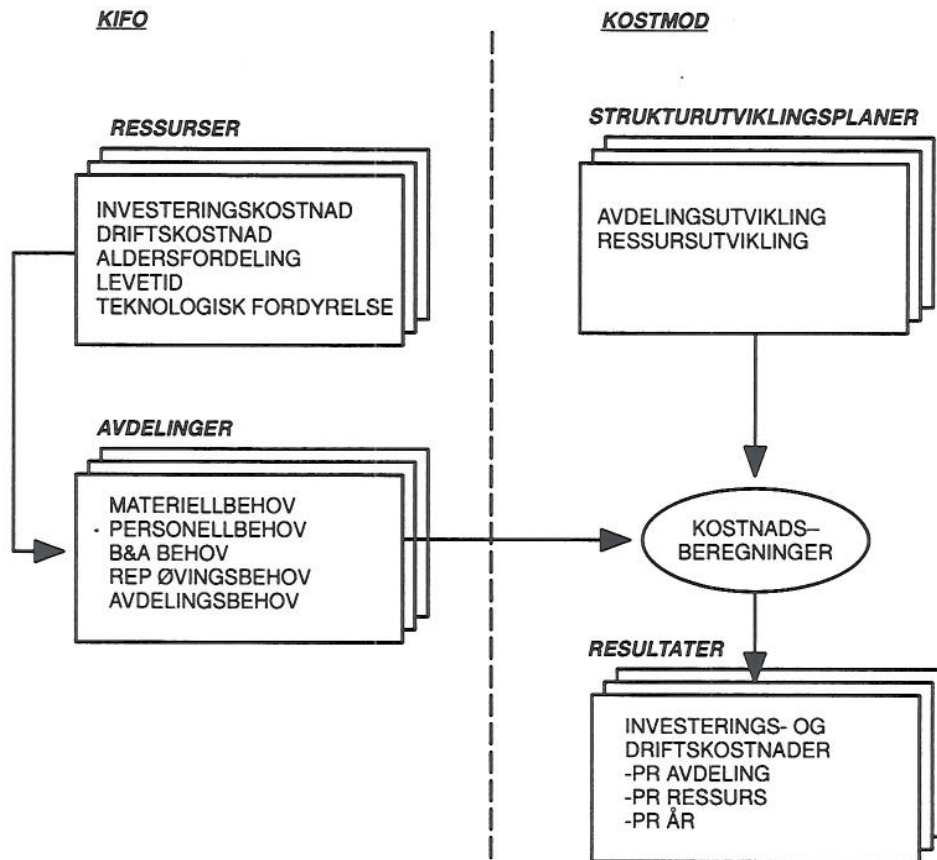 KIFO
KOSTMOD
RESSURSER
INVESTERINGSKOSTNAD
DRIFTSKOSTNAD
ALDERSFORDELING
LEVETID
TEKNOLOGISK FORDYRELSE
AVDELINGER
MATERIELLBEHOV
- PERSONELLBEHOV
B&A BEHOV
REP ØVINGSBEHOV
AVDELINGSBEHOV
STRUKTURUTVIKLINGSPLANER
AVDELINGSUTVIKLING
RESSURSUTVIKLING
KOSTNADS–
BEREGNINGER
RESULTATER
INVESTERINGS- OG
DRIFTSKOSTNADER
-PR AVDELING
-PR RESSURS
-PR ÅR